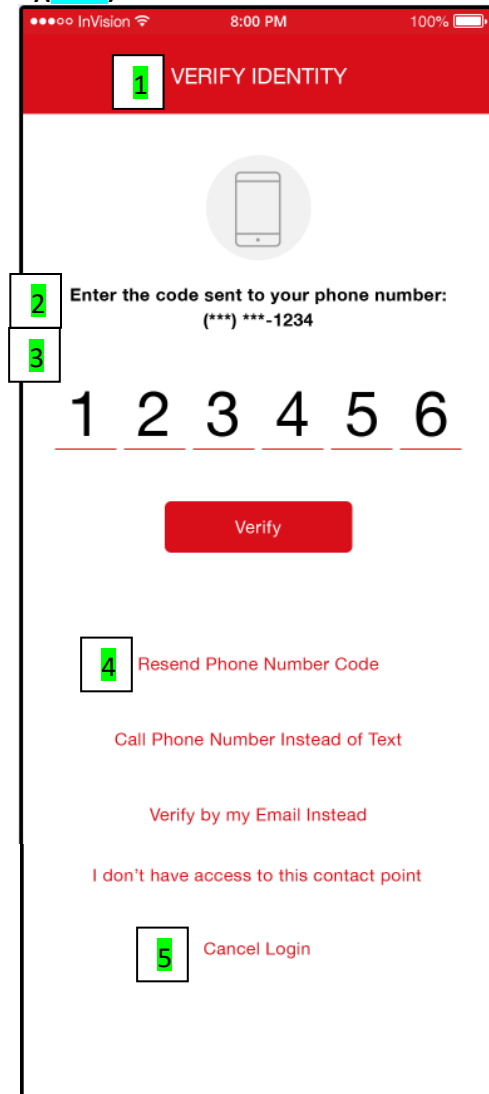 ●●●○○ InVision 8:00 PM 100%
1 VERIFY IDENTITY
2 Enter the code sent to your phone number:
(***) ***-1234
3
1 2 3 4 5 6
Verify
4 Resend Phone Number Code
Call Phone Number Instead of Text
Verify by my Email Instead
I don't have access to this contact point
5 Cancel Login